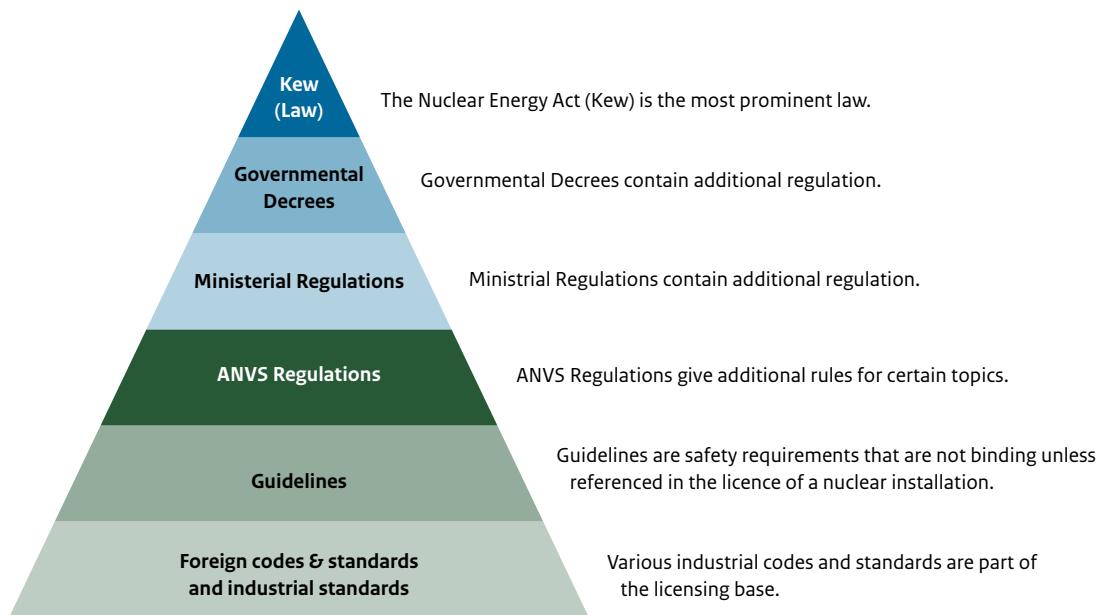 Kew
(Law)
The Nuclear Energy Act (Kew) is the most prominent law.
Governmental
Decrees
Governmental Decrees contain additional regulation.
Ministerial Regulations
Ministrial Regulations contain additional regulation.
ANVS Regulations
ANVS Regulations give additional rules for certain topics.
Guidelines
Guidelines are safety requirements that are not binding unless
referenced in the licence of a nuclear installation.
Foreign codes & standards
and industrial standards
Various industrial codes and standards are part of
the licensing base.